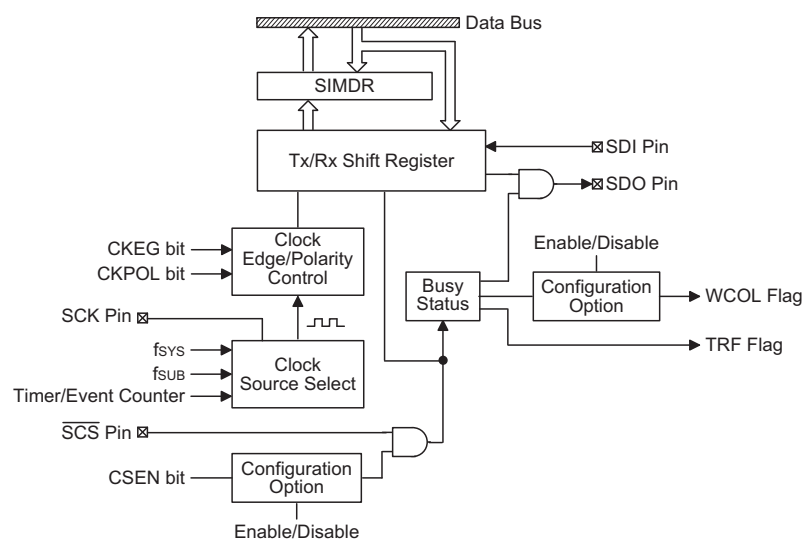 Data Bus
SIMDR
Tx/Rx Shift Register
SDI Pin
SDO Pin
CKEG bit
CKPOL bit
Clock
Edge/Polarity
Control
Enable/Disable
Busy
Status
Configuration
Option
WCOL Flag
TRF Flag
SCK Pin
fSYS
fSUB
Timer/Event Counter
Clock
Source Select
SCS Pin
CSEN bit
Configuration
Option
Enable/Disable